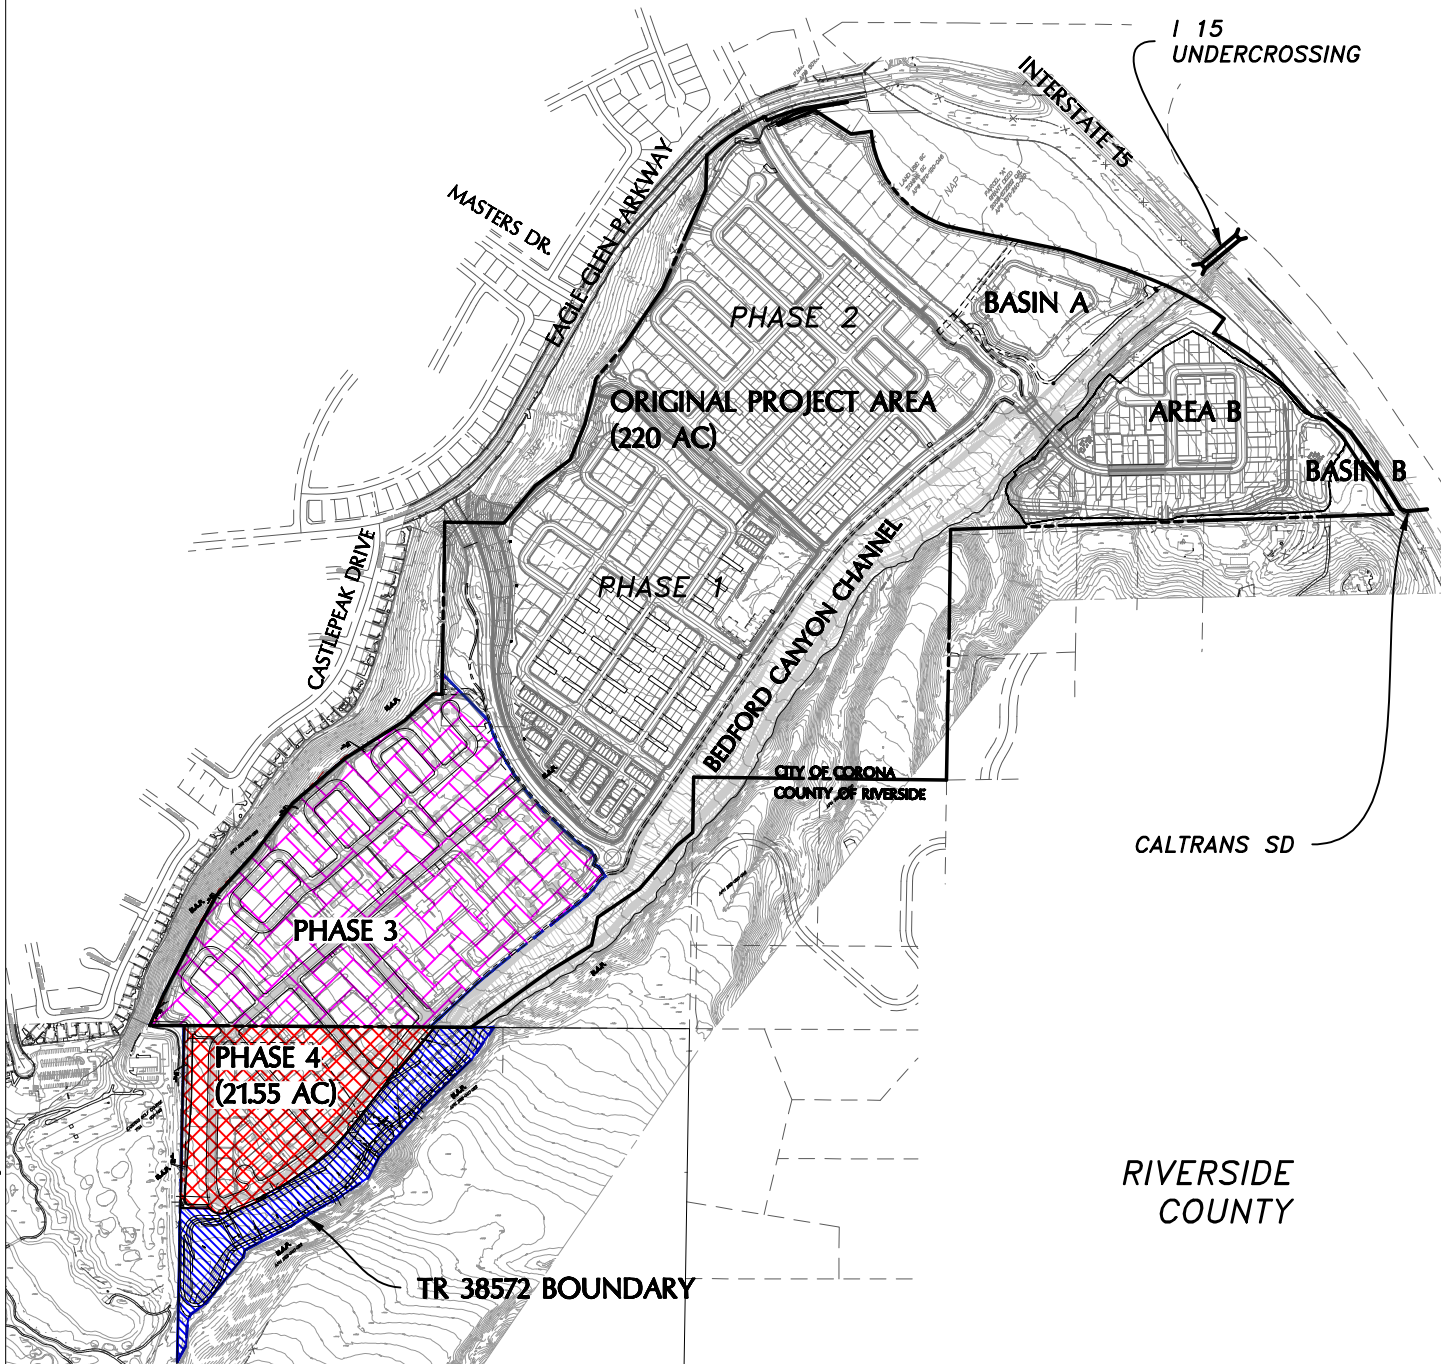 I 15
UNDERCROSSING
INTERSTATE 15
EAGLE GLEN PARKWAY
MASTERS DR.
NAP
BASIN A
PHASE 2
ORIGINAL PROJECT AREA
(220 AC)
AREA B
BASIN B
PHASE 1
BEDFORD CANYON CHANNEL
CASTLEPEAK DRIVE
CITY OF CORONA
COUNTY OF RIVERSIDE
CALTRANS SD
PHASE 3
PHASE 4
(21.55 AC)
RIVERSIDE
COUNTY
TR 38572 BOUNDARY